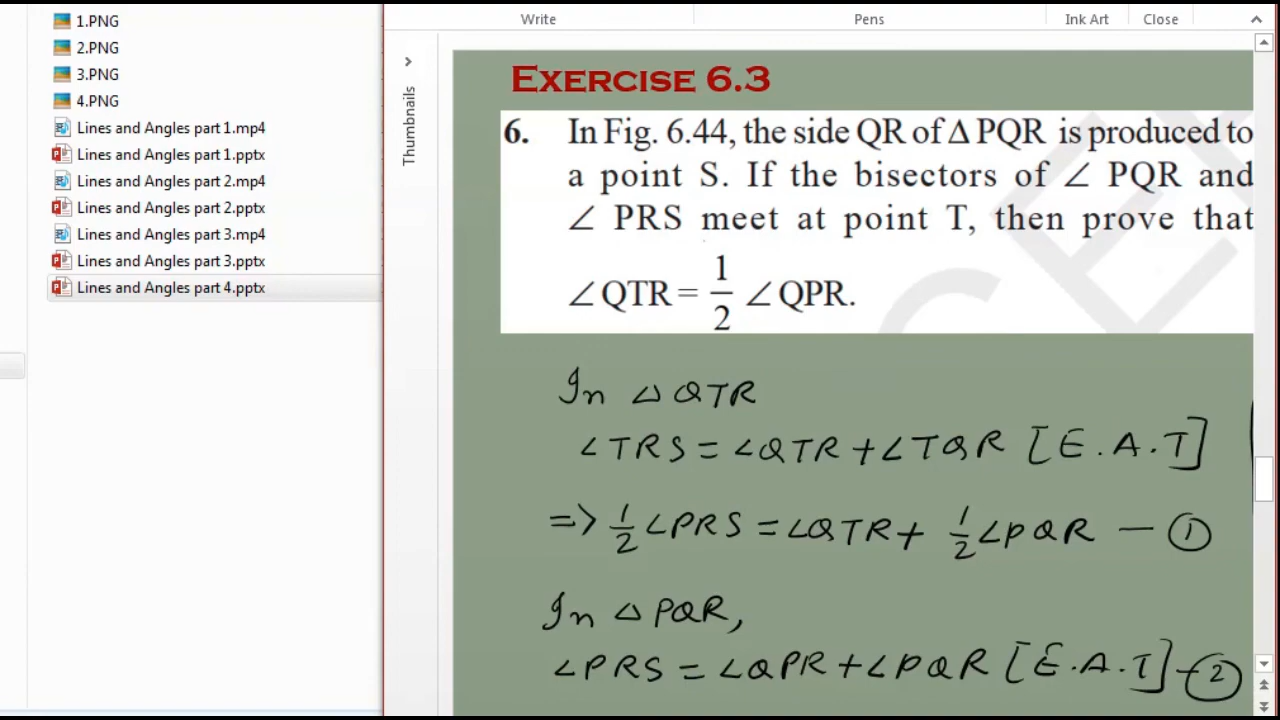 Write
Pens
Ink Art
Close
1.PNG
2.PNG
3.PNG
4.PNG
Lines and Angles part 1.mp4
Lines and Angles part 1.pptx
Lines and Angles part 2.mp4
Lines and Angles part 2.pptx
Lines and Angles part 3.mp4
Lines and Angles part 3.pptx
Lines and Angles part 4.pptx
Thumbnails
EXERCISE 6.3
6. In Fig. 6.44, the side QR of Δ PQR is produced to
a point S. If the bisectors of ∠ PQR and
∠ PRS meet at point T, then prove that
∠QTR = 1/2 ∠QPR.
In △QTR
∠TRS = ∠QTR + ∠TQR [E.A.T]
=> 1/2 ∠PRS = ∠QTR + 1/2 ∠PQR — ①
In △PQR,
∠PRS = ∠QPR + ∠PQR [E.A.T] — ②